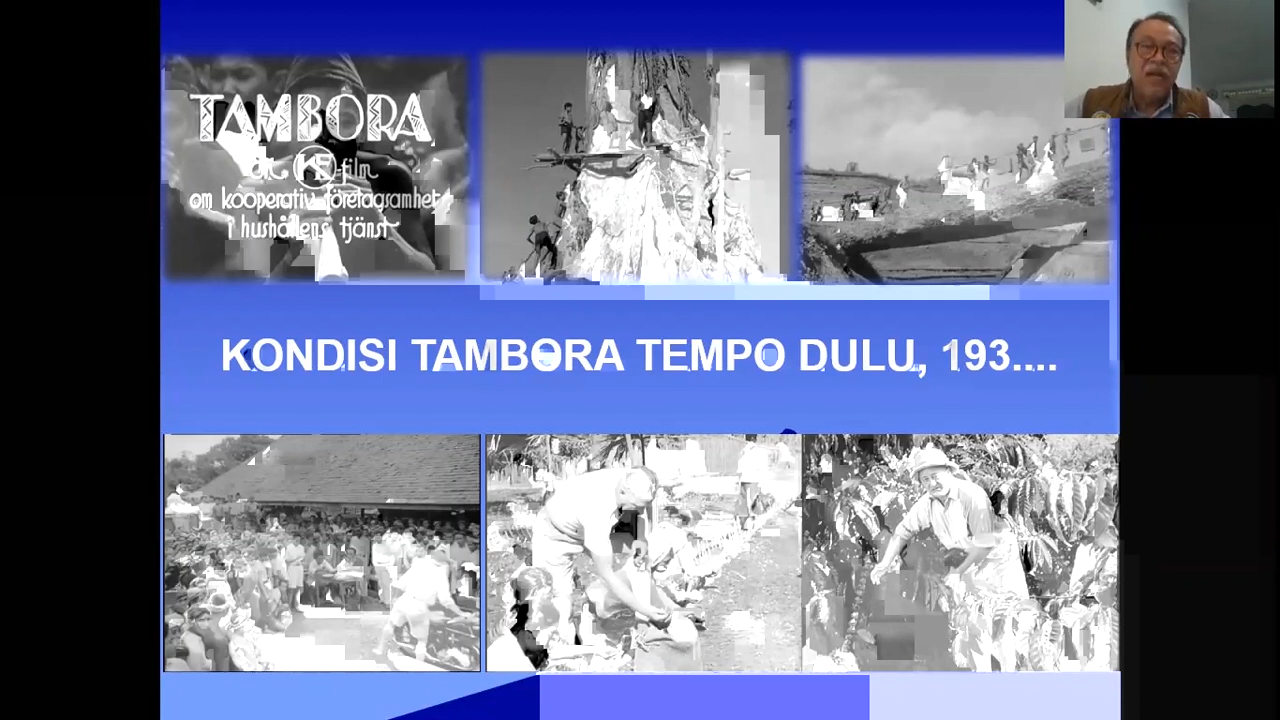 TAMBORA
en KF-film
om kooperativ företagsamhet
i hushållens tjänst
KONDISI TAMBORA TEMPO DULU, 193....